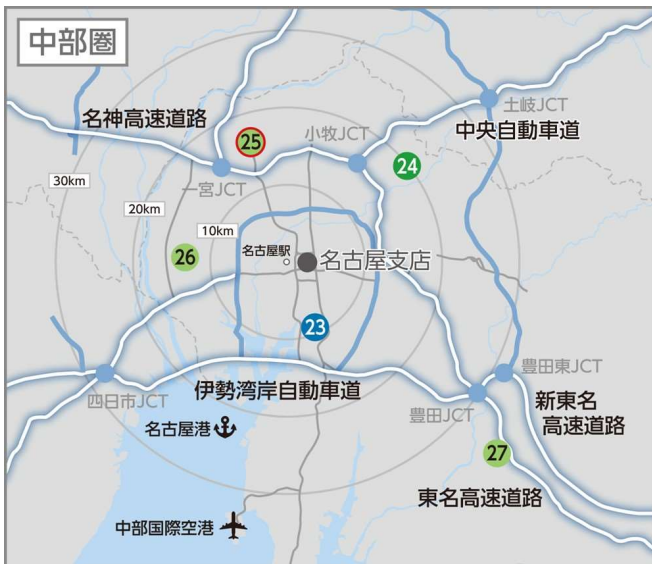 中部圏
名神高速道路
25
小牧JCT
土岐JCT
中央自動車道
24
一宮JCT
30km
20km
10km
26
名古屋駅
名古屋支店
23
伊勢湾岸自動車道
四日市JCT
名古屋港
豊田東JCT
豊田JCT
新東名
高速道路
27
東名高速道路
中部国際空港